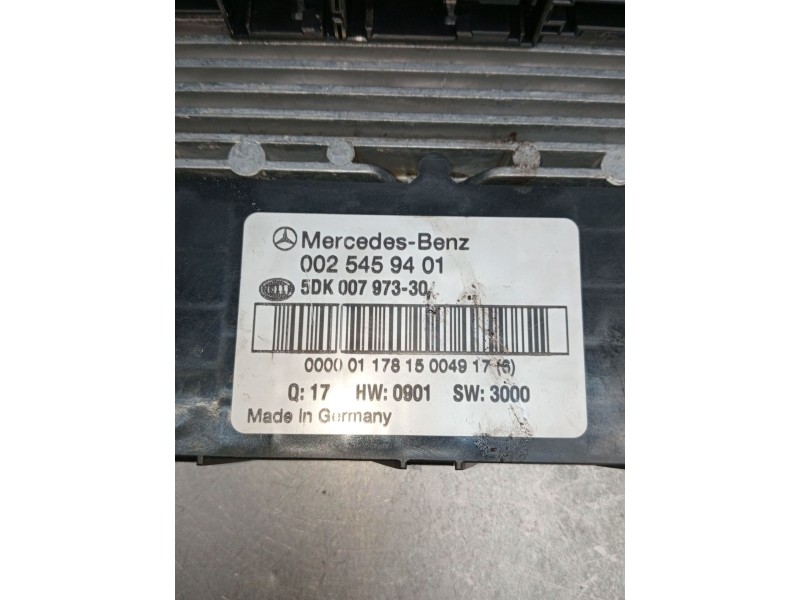 Mercedes-Benz
002 545 94 01
HELLA
5DK 007 973-30
0000 01 178 15 0049 17 (6)
Q: 17 HW: 0901 SW: 3000
Made in Germany